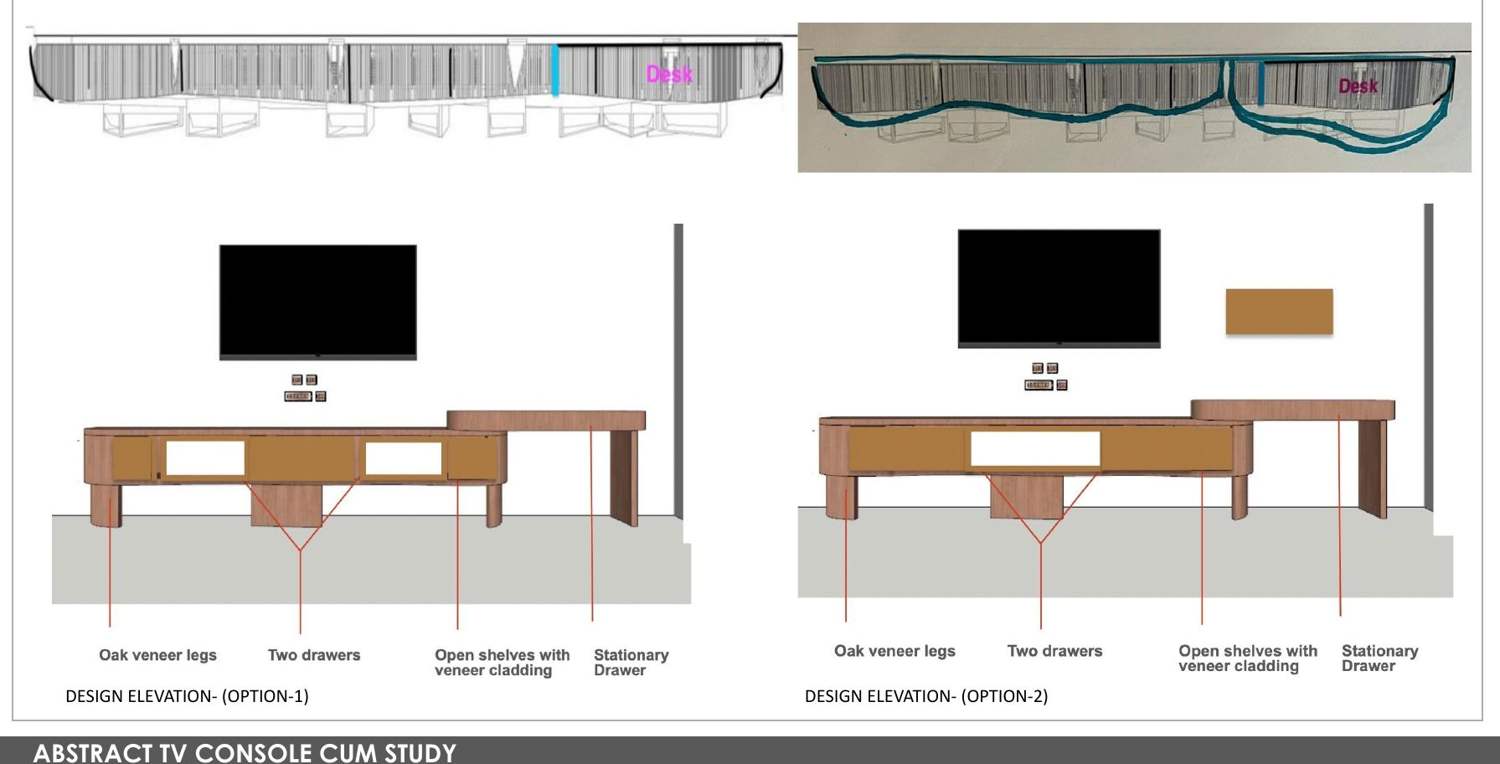 Desk
Desk
Oak veneer legs
Two drawers
Open shelves with
veneer cladding
Stationary
Drawer
DESIGN ELEVATION- (OPTION-1)
Oak veneer legs
Two drawers
Open shelves with
veneer cladding
Stationary
Drawer
DESIGN ELEVATION- (OPTION-2)
ABSTRACT TV CONSOLE CUM STUDY